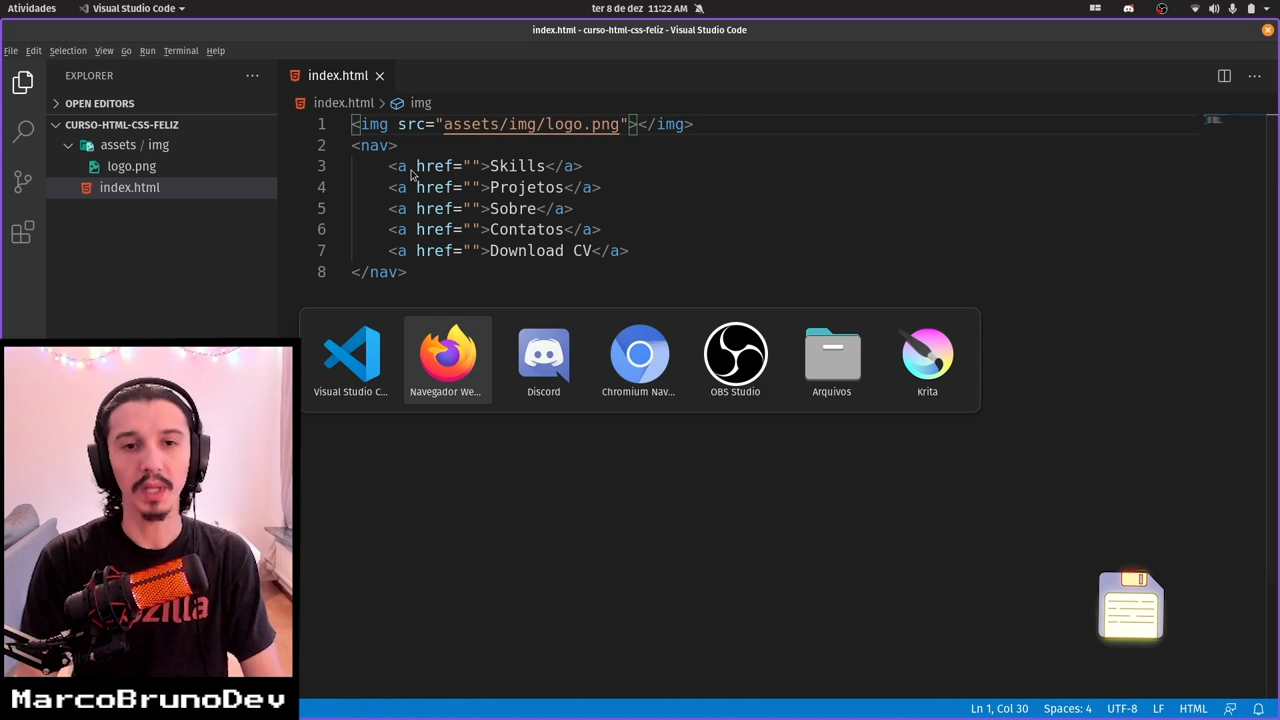 Atividades
Visual Studio Code
ter 8 de dez 11:22 AM
index.html - curso-html-css-feliz - Visual Studio Code
File Edit Selection View Go Run Terminal Help
EXPLORER
OPEN EDITORS
CURSO-HTML-CSS-FELIZ
assets / img
logo.png
index.html
index.html
index.html > img
1 <img src="assets/img/logo.png"></img>
2 <nav>
3 <a href="">Skills</a>
4 <a href="">Projetos</a>
5 <a href="">Sobre</a>
6 <a href="">Contatos</a>
7 <a href="">Download CV</a>
8 </nav>
Visual Studio C... Navegador We... Discord Chromium Nav... OBS Studio Arquivos Krita
ozilla
MarcoBrunoDev
Ln 1, Col 30 Spaces: 4 UTF-8 LF HTML